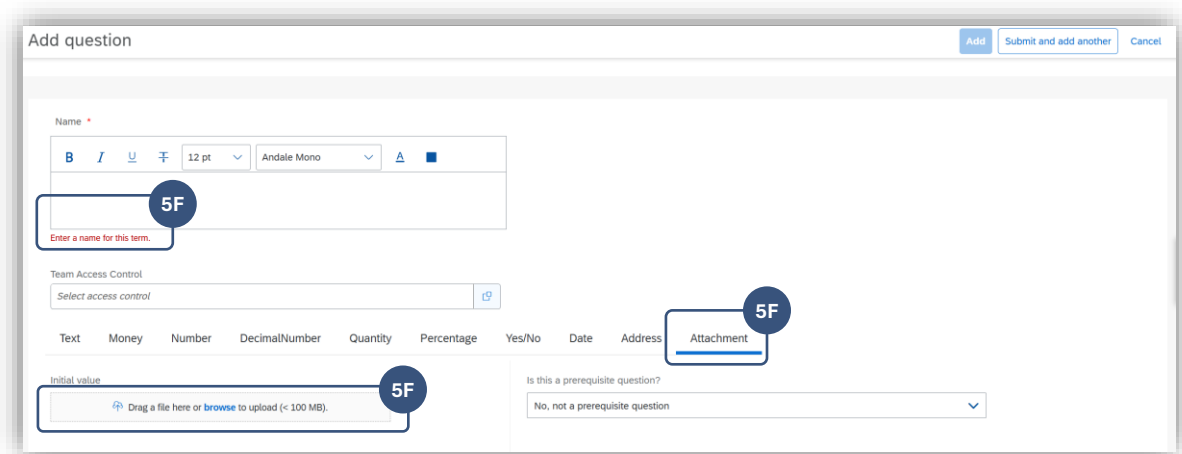 Add question
Add Submit and add another Cancel
Name *
B I U T 12 pt Andale Mono A
5F
Enter a name for this term.
Team Access Control
Select access control
5F
Text Money Number DecimalNumber Quantity Percentage Yes/No Date Address Attachment
Initial value
Is this a prerequisite question?
5F
Drag a file here or browse to upload (< 100 MB).
No, not a prerequisite question